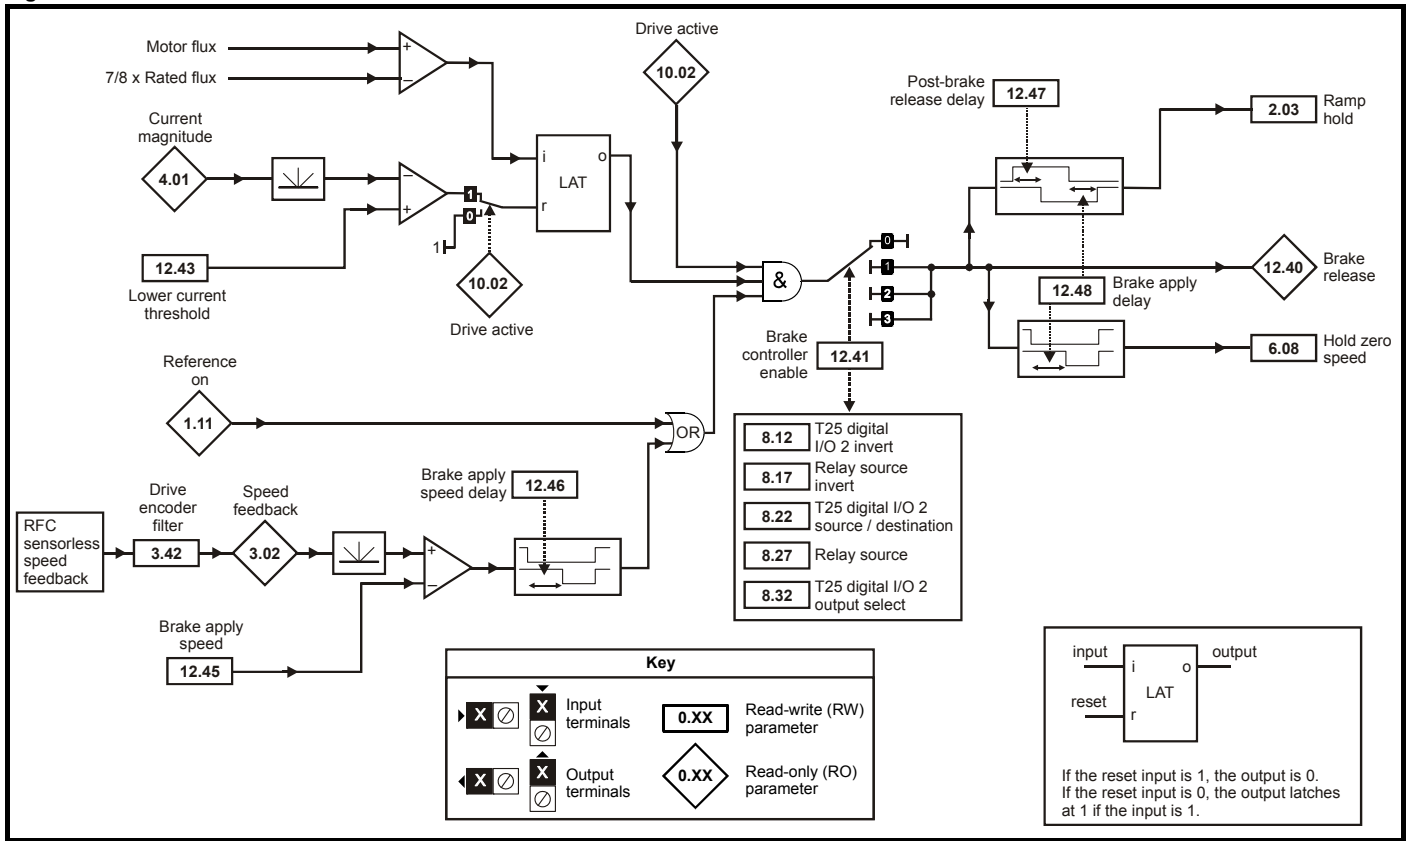 Motor flux
7/8 x Rated flux
+
–
Current
magnitude
4.01
–
+
1
0
1
12.43
Lower current
threshold
i
o
LAT
r
10.02
Drive active
Drive active
10.02
&
0
1
2
3
Brake
controller
enable
12.41
Post-brake
release delay
12.47
2.03
Ramp
hold
12.40
Brake
release
12.48
Brake apply
delay
6.08
Hold zero
speed
Reference
on
1.11
OR
Brake apply
speed delay
12.46
RFC
sensorless
speed
feedback
Drive
encoder
filter
3.42
Speed
feedback
3.02
+
–
Brake apply
speed
12.45
8.12
T25 digital
I/O 2 invert
8.17
Relay source
invert
8.22
T25 digital I/O 2
source / destination
8.27
Relay source
8.32
T25 digital I/O 2
output select
Key
X
X
Input
terminals
0.XX
Read-write (RW)
parameter
X
X
Output
terminals
0.XX
Read-only (RO)
parameter
input
i
o
output
LAT
reset
r
If the reset input is 1, the output is 0.
If the reset input is 0, the output latches
at 1 if the input is 1.